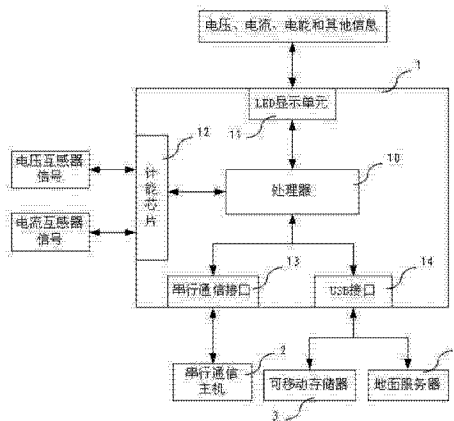 电压、电流、电能和其他信息
1
LED显示单元
11
12
10
电压互感器
信号
计能芯片
处理器
电流互感器
信号
13
14
串行通信接口
USB接口
2
串行通信
主机
可移动存储器
地面服务器
3